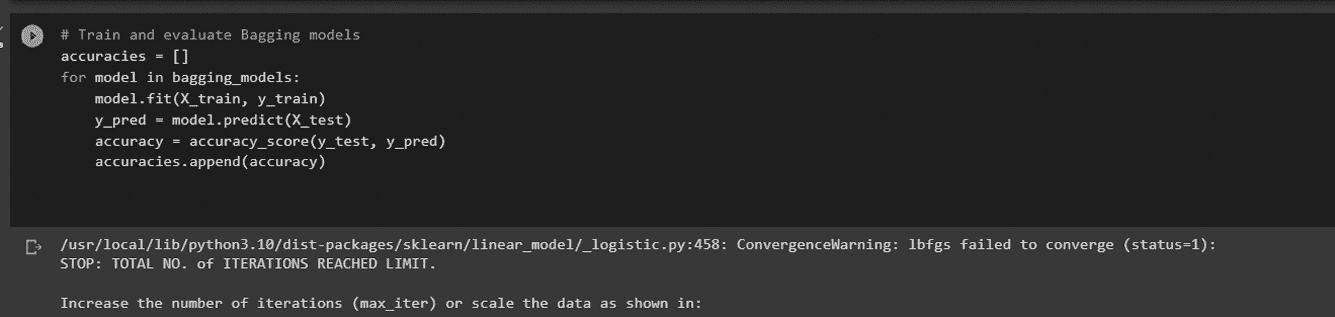 # Train and evaluate Bagging models
accuracies = []
for model in bagging_models:
    model.fit(X_train, y_train)
    y_pred = model.predict(X_test)
    accuracy = accuracy_score(y_test, y_pred)
    accuracies.append(accuracy)
/usr/local/lib/python3.10/dist-packages/sklearn/linear_model/_logistic.py:458: ConvergenceWarning: lbfgs failed to converge (status=1):
STOP: TOTAL NO. of ITERATIONS REACHED LIMIT.
Increase the number of iterations (max_iter) or scale the data as shown in: